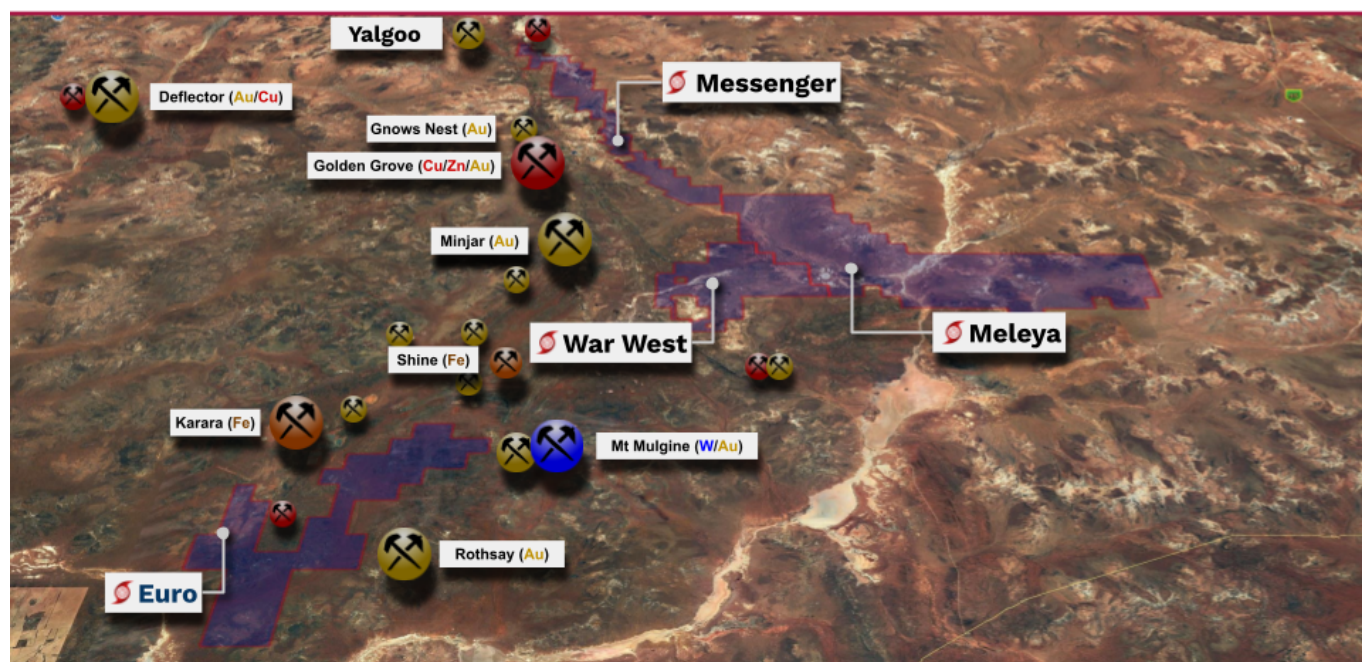 Yalgoo
Messenger
Deflector (Au/Cu)
Gnows Nest (Au)
Golden Grove (Cu/Zn/Au)
Minjar (Au)
War West
Meleya
Shine (Fe)
Karara (Fe)
Mt Mulgine (W/Au)
Rothsay (Au)
Euro